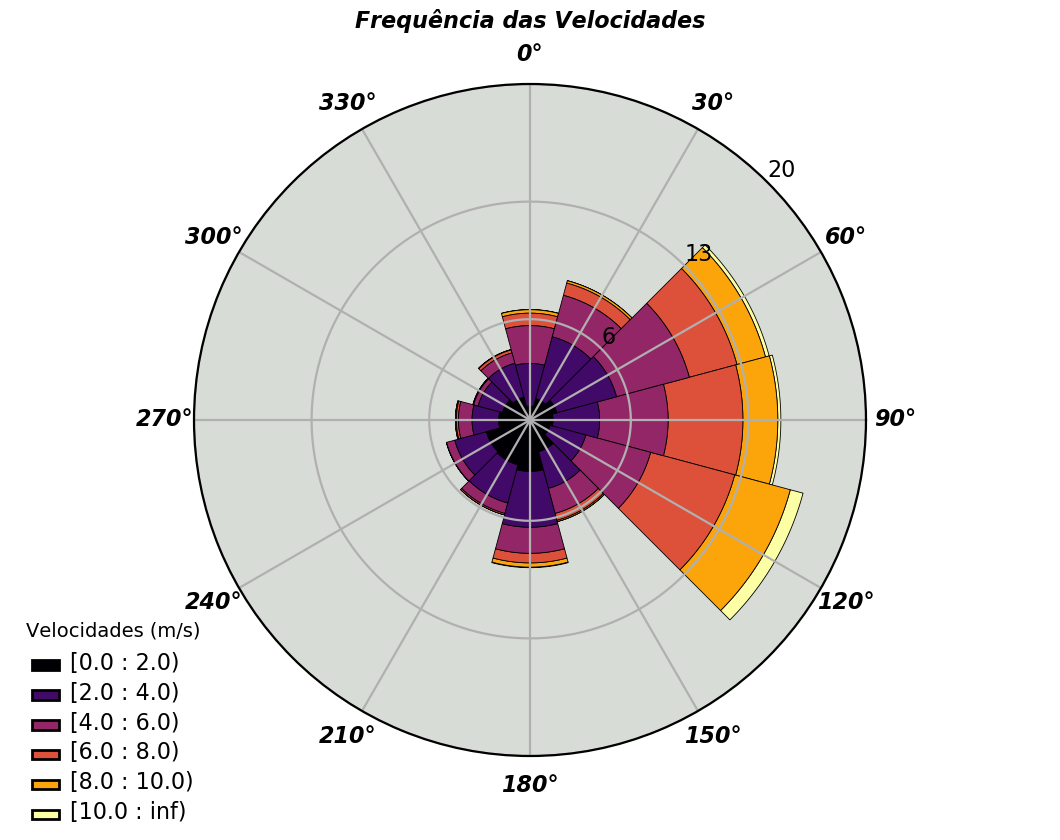 Frequência das Velocidades
0°
330°
30°
20
300°
60°
13
6
270°
90°
240°
120°
210°
150°
180°
Velocidades (m/s)
[0.0 : 2.0)
[2.0 : 4.0)
[4.0 : 6.0)
[6.0 : 8.0)
[8.0 : 10.0)
[10.0 : inf)